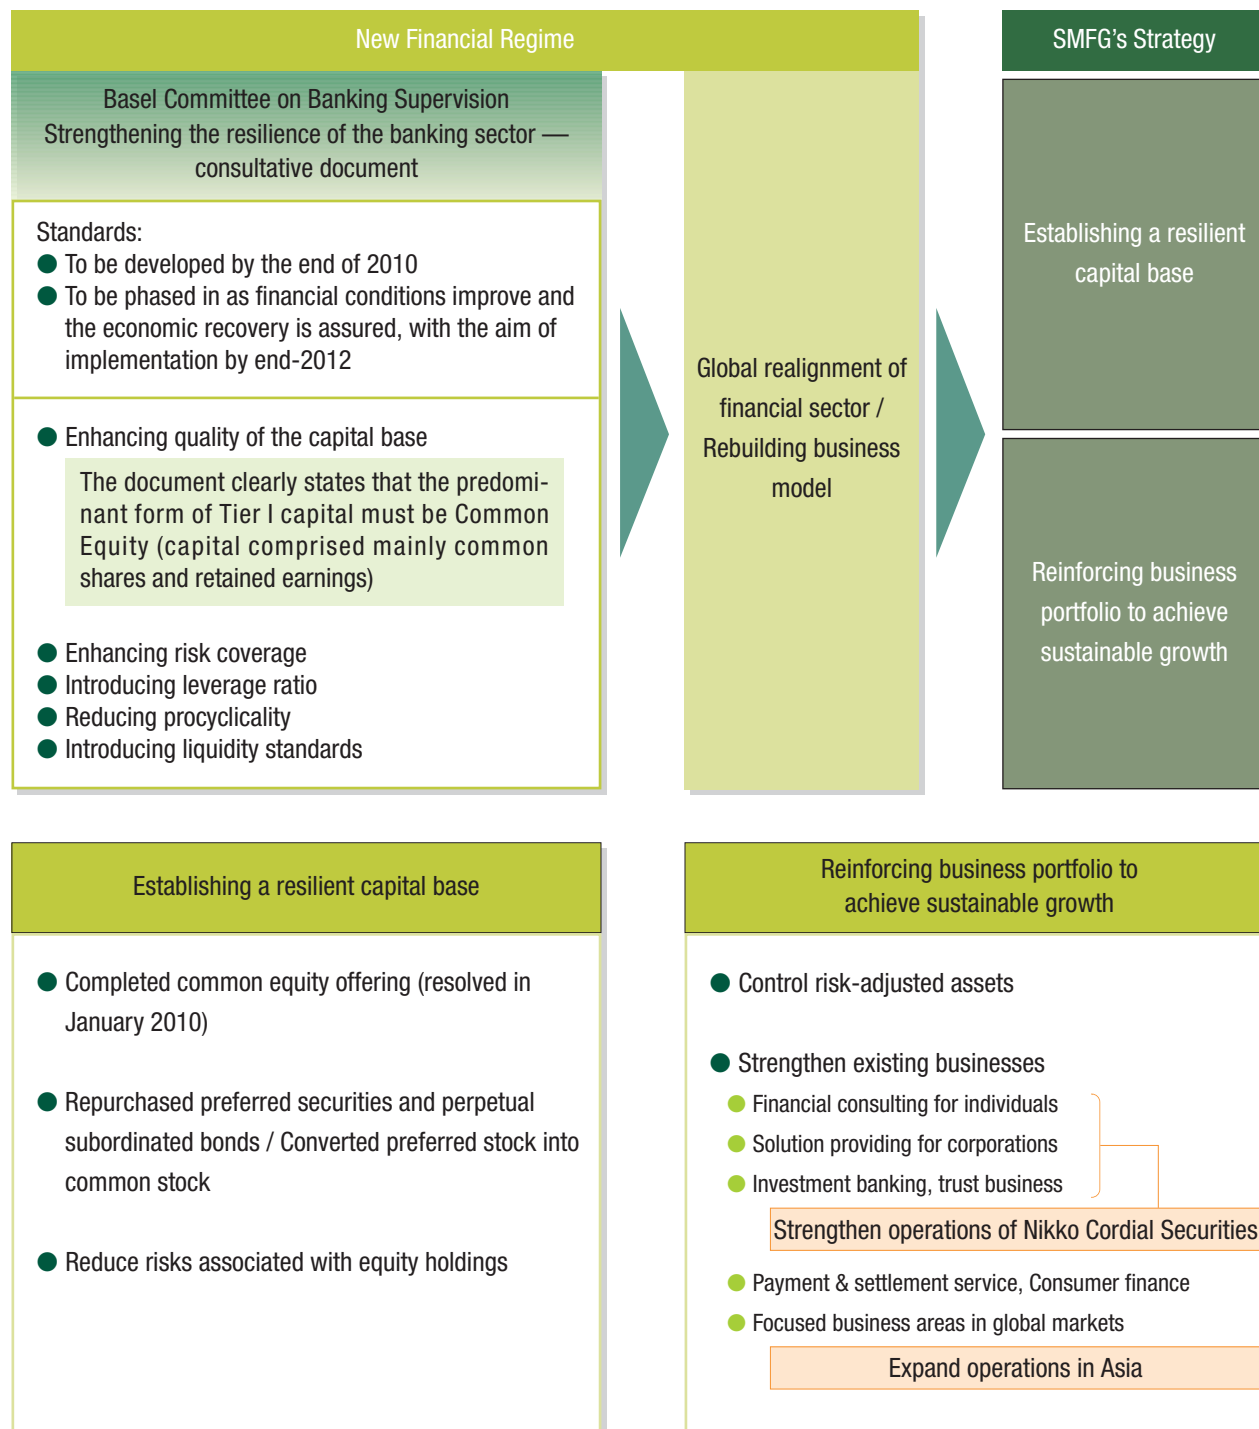 New Financial Regime
Basel Committee on Banking Supervision
Strengthening the resilience of the banking sector —
consultative document
Standards:
● To be developed by the end of 2010
● To be phased in as financial conditions improve and
the economic recovery is assured, with the aim of
implementation by end-2012
● Enhancing quality of the capital base
The document clearly states that the predomi-
nant form of Tier I capital must be Common
Equity (capital comprised mainly common
shares and retained earnings)
● Enhancing risk coverage
● Introducing leverage ratio
● Reducing procyclicality
● Introducing liquidity standards
Global realignment of
financial sector /
Rebuilding business
model
SMFG's Strategy
Establishing a resilient
capital base
Reinforcing business
portfolio to achieve
sustainable growth
Establishing a resilient capital base
● Completed common equity offering (resolved in
January 2010)
● Repurchased preferred securities and perpetual
subordinated bonds / Converted preferred stock into
common stock
● Reduce risks associated with equity holdings
Reinforcing business portfolio to
achieve sustainable growth
● Control risk-adjusted assets
● Strengthen existing businesses
● Financial consulting for individuals
● Solution providing for corporations
● Investment banking, trust business
Strengthen operations of Nikko Cordial Securities
● Payment & settlement service, Consumer finance
● Focused business areas in global markets
Expand operations in Asia